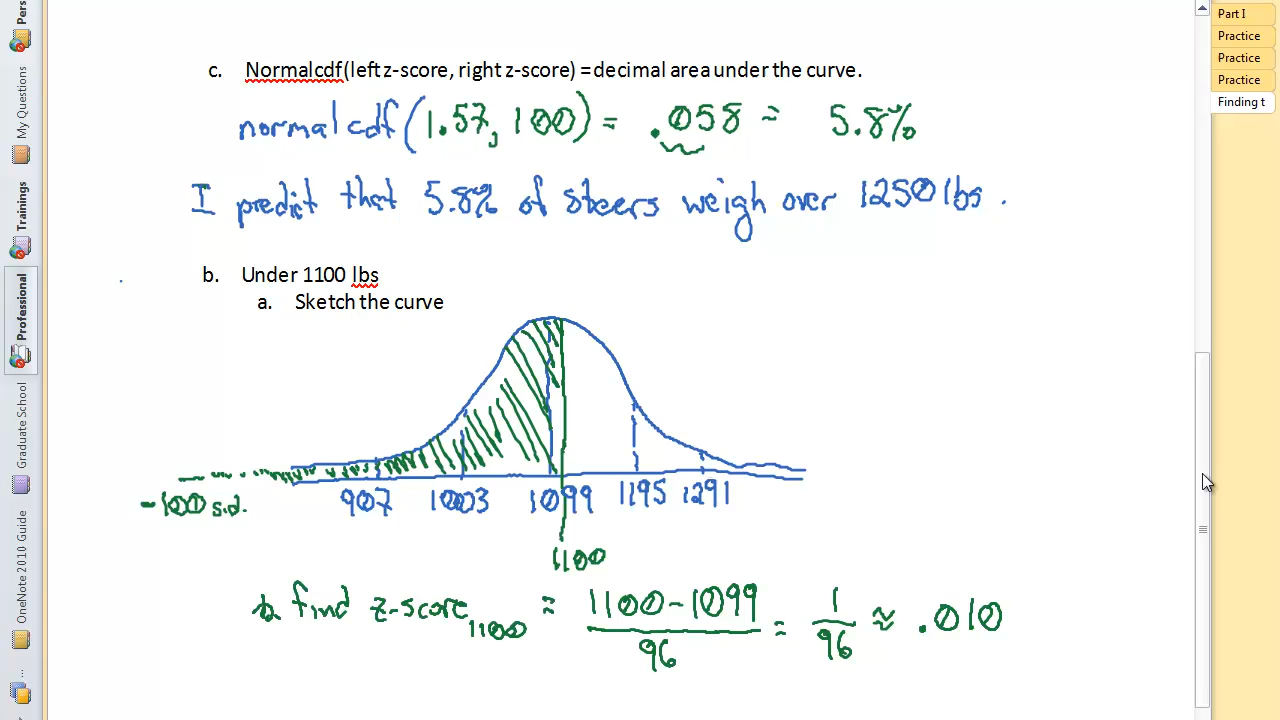 Part I
Practice
Practice
Practice
Finding t
Pers
My Questions
Trainings
Professional
Graduate School
OneNote 2010 Guide
...
c. Normalcdf(left z-score, right z-score) =decimal area under the curve.
normalcdf(1.57, 100) = .058 = 5.8%
I predict that 5.8% of steers weigh over 1250 lbs.
b. Under 1100 lbs
a. Sketch the curve
-100 s.d. 907 1003 1099 1195 1291
1100
b. find z-score 1100 = 1100-1099 / 96 = 1 / 96 ≈ .010